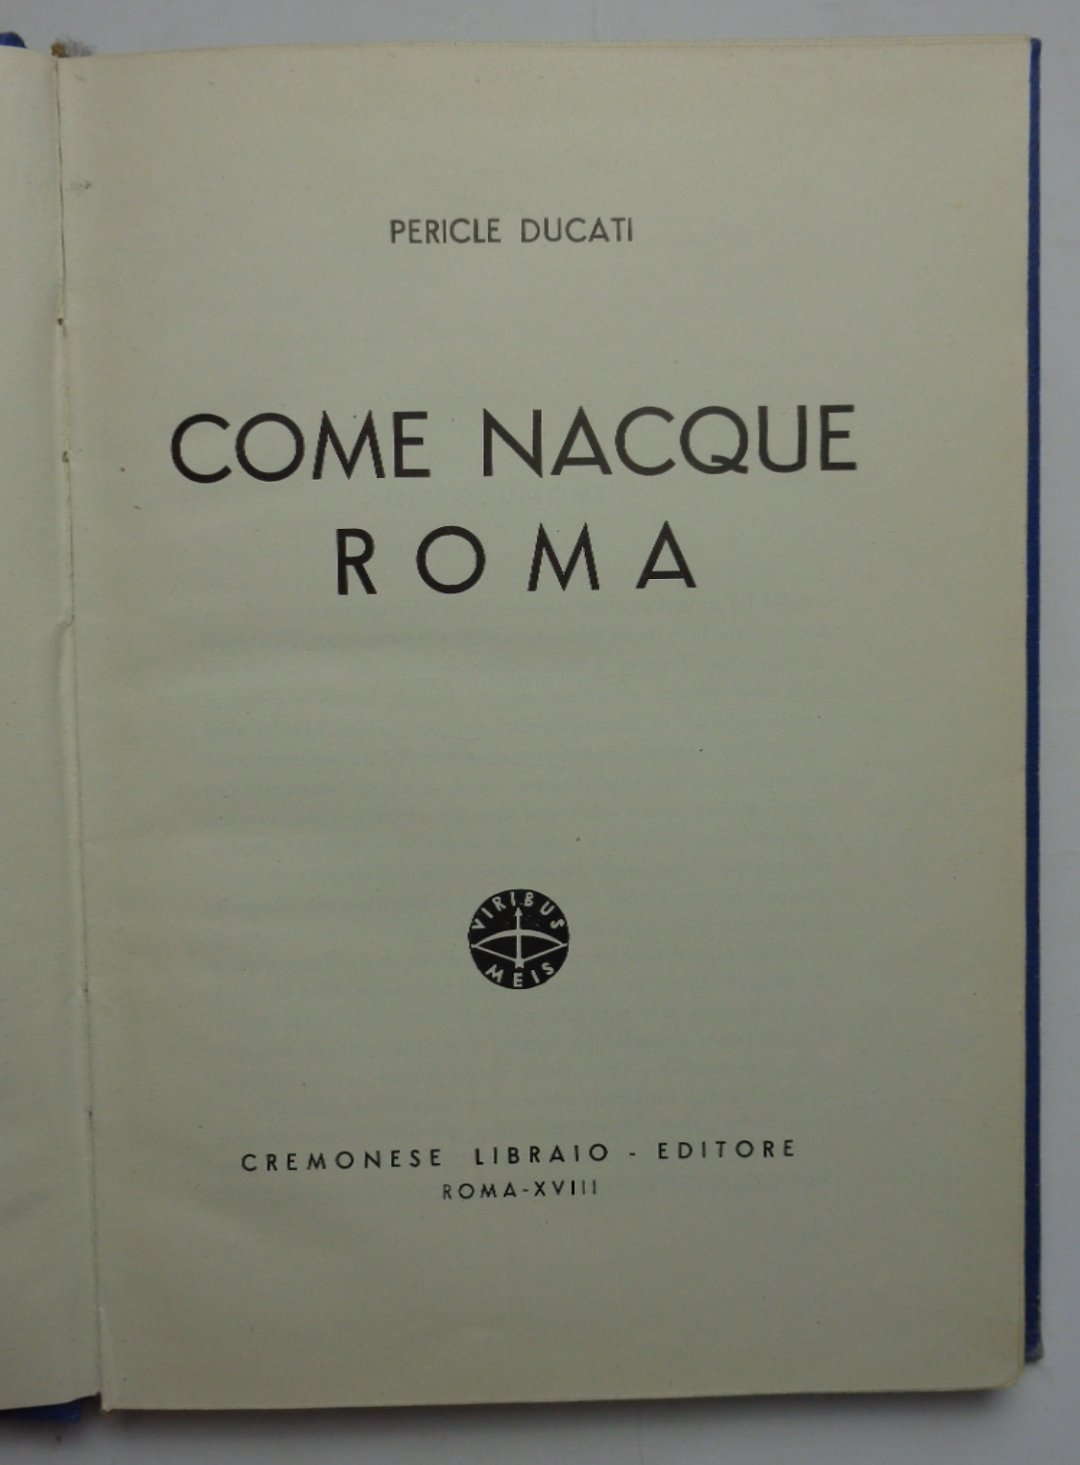 PERICLE DUCATI
COME NACQUE
ROMA
VIRIBUS
MEIS
CREMONESE LIBRAIO - EDITORE
ROMA-XVIII